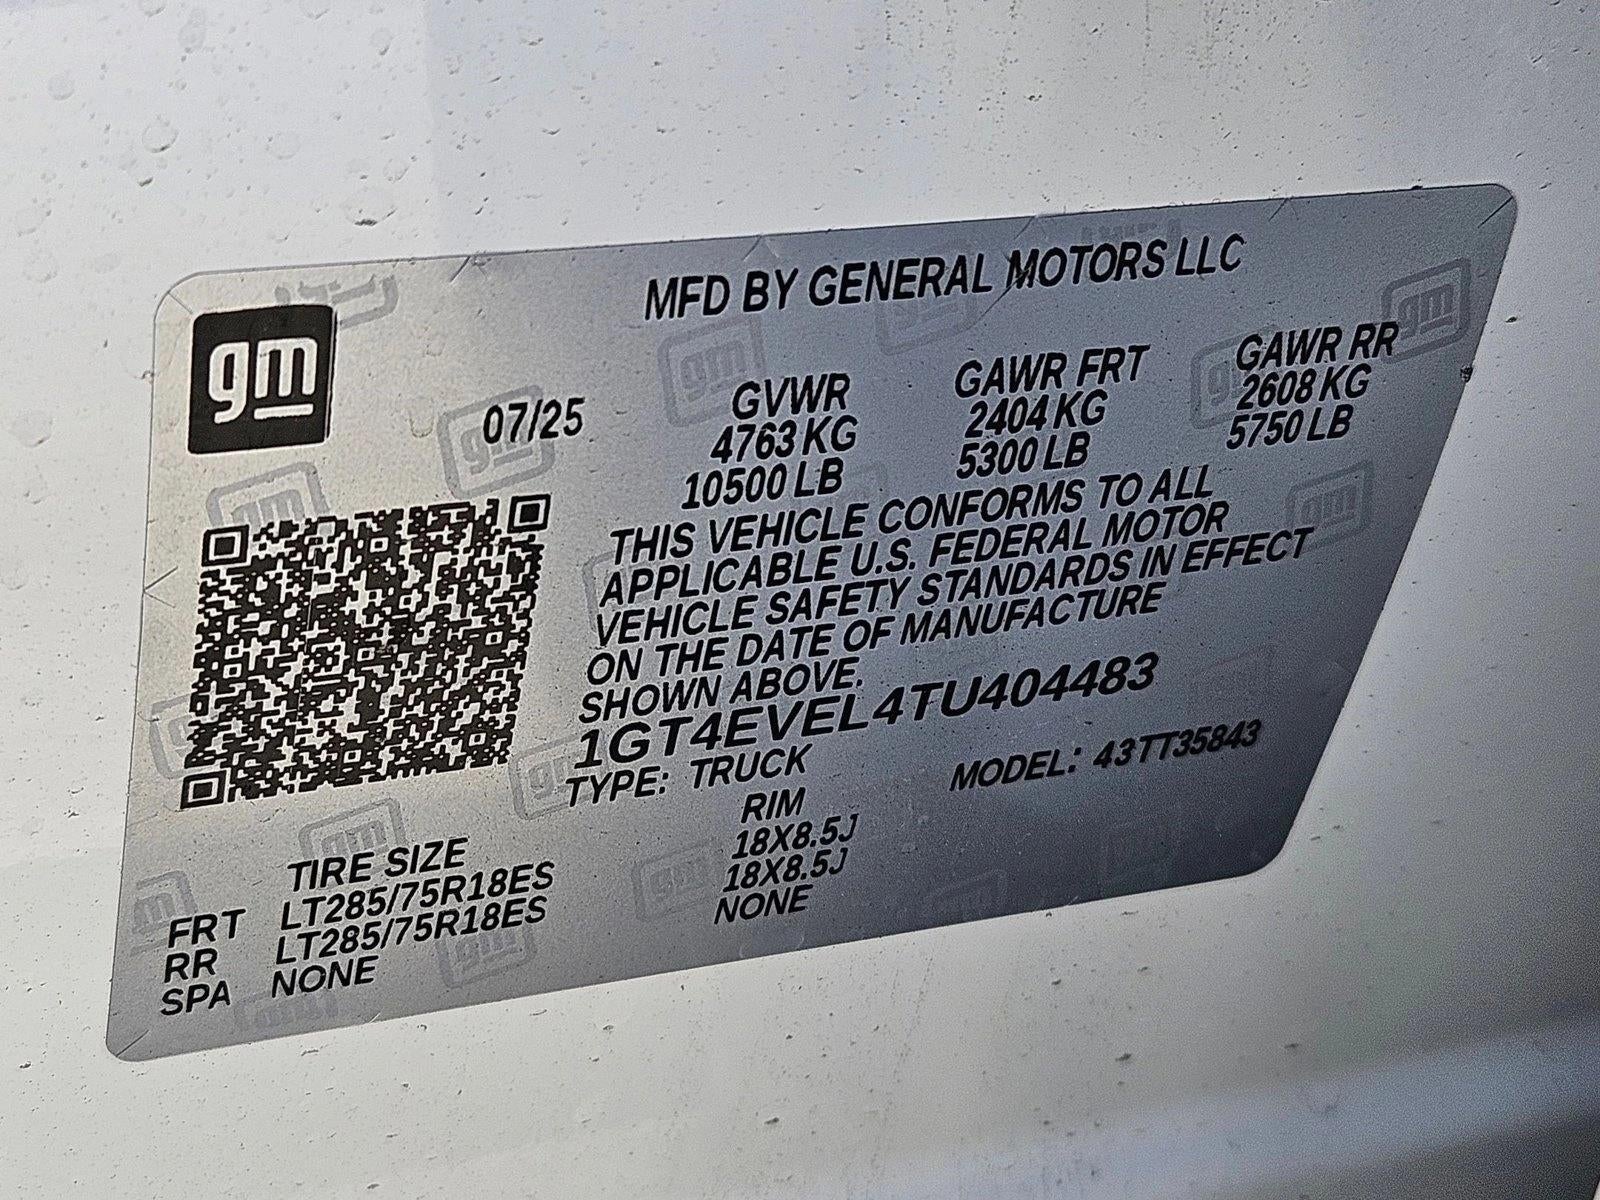 gm
MFD BY GENERAL MOTORS LLC
07/25
GVWR GAWR FRT GAWR RR
4763 KG 2404 KG 2608 KG
10500 LB 5300 LB 5750 LB
THIS VEHICLE CONFORMS TO ALL
APPLICABLE U.S. FEDERAL MOTOR
VEHICLE SAFETY STANDARDS IN EFFECT
ON THE DATE OF MANUFACTURE
SHOWN ABOVE.
1GT4EVEL4TU404483
TYPE: TRUCK MODEL: 43TT35843
TIRE SIZE RIM
FRT LT285/75R18ES 18X8.5J
RR LT285/75R18ES 18X8.5J
SPA NONE NONE